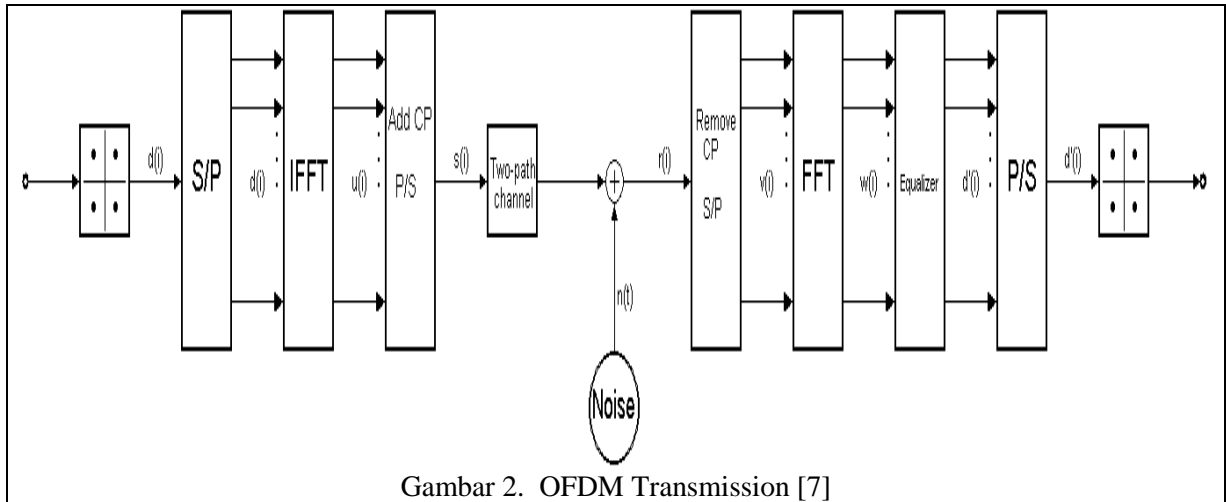 d(i)
S/P
d(i)
IFFT
u(i)
Add CP
P/S
s(i)
Two-path
channel
r(i)
n(t)
Noise
Remove
CP
S/P
v(i)
FFT
w(i)
Equalizer
d'(i)
P/S
d'(i)
Gambar 2. OFDM Transmission [7]